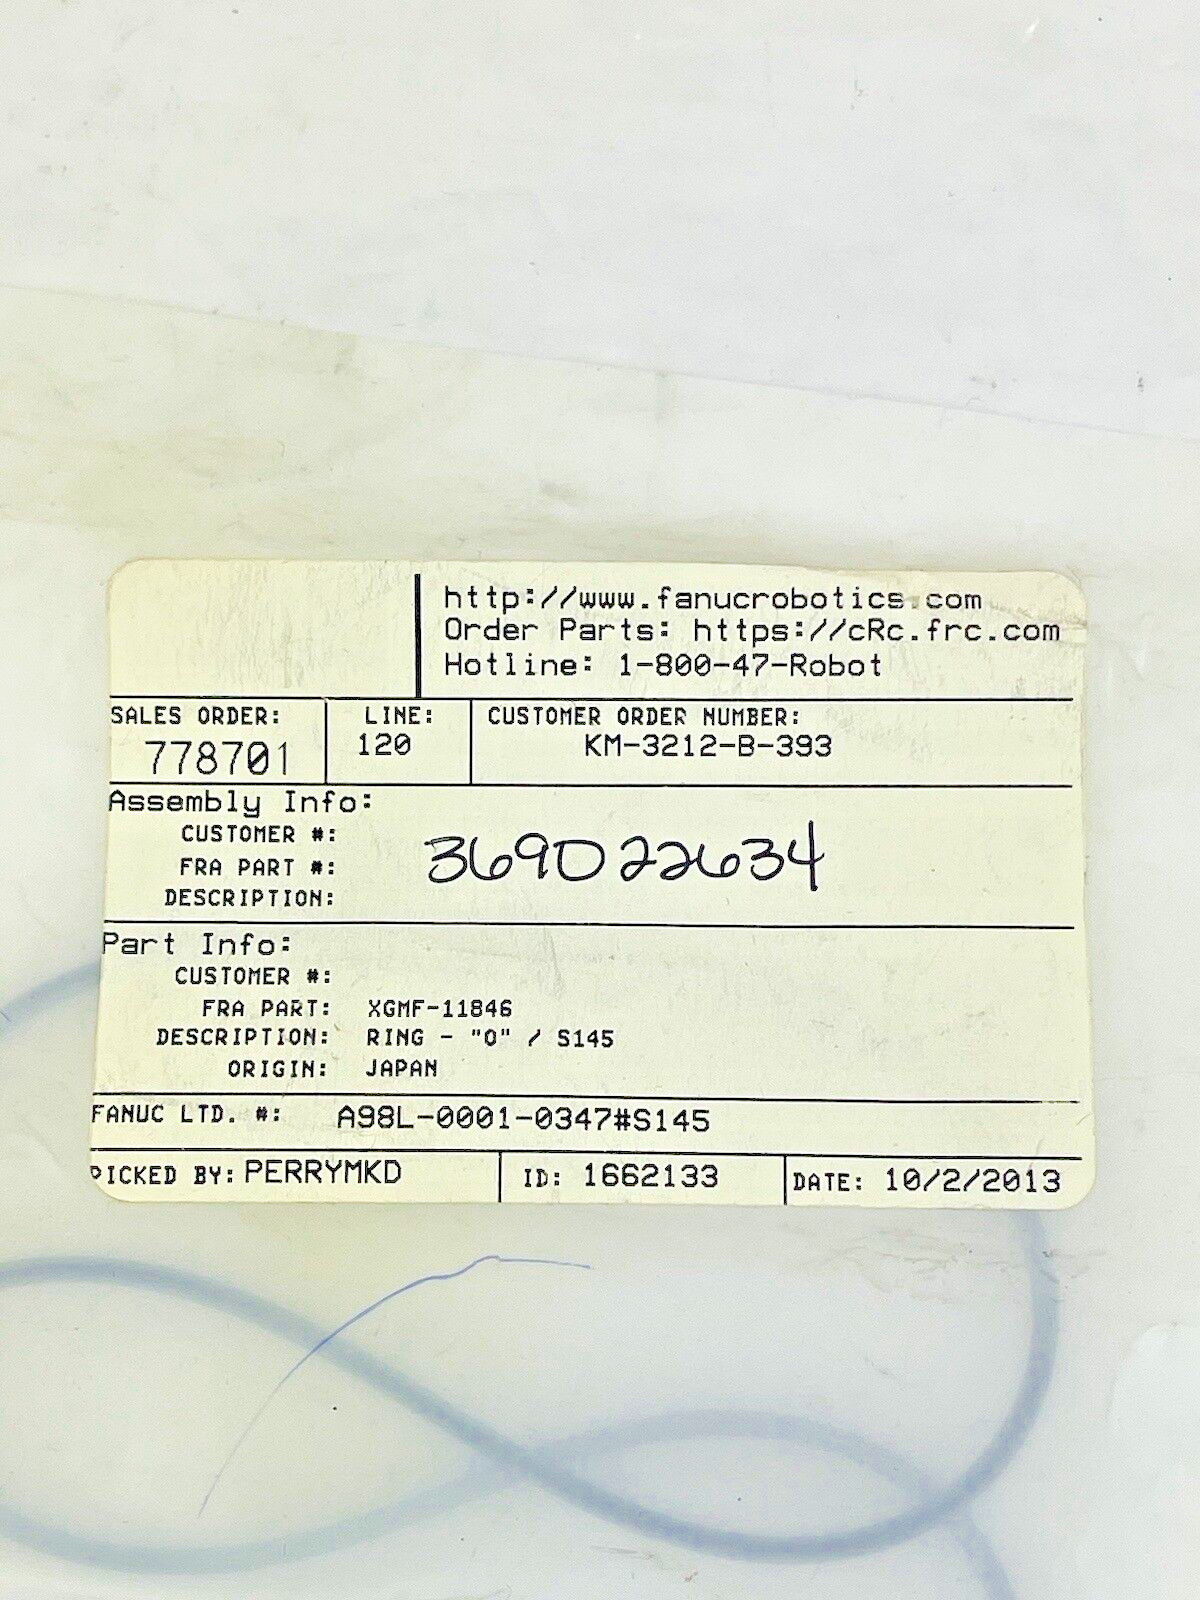 http://www.fanucrobotics.com
Order Parts: https://cRc.frc.com
Hotline: 1-800-47-Robot
SALES ORDER: LINE: CUSTOMER ORDER NUMBER:
778701 120 KM-3212-B-393
Assembly Info:
CUSTOMER #:
FRA PART #: 369D22634
DESCRIPTION:
Part Info:
CUSTOMER #:
FRA PART: XGMF-11846
DESCRIPTION: RING - "O" / S145
ORIGIN: JAPAN
FANUC LTD. #: A98L-0001-0347#S145
PICKED BY: PERRYMKD ID: 1662133 DATE: 10/2/2013